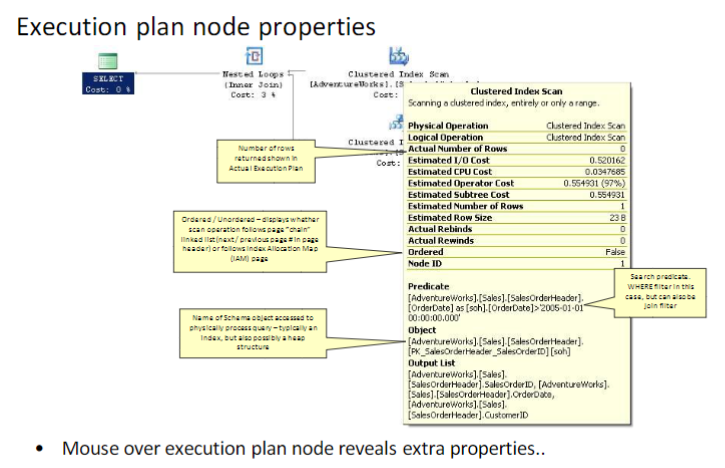 Execution plan node properties
SELECT
Cost: 0 %
Nested Loops
(Inner Join)
Cost: 3 %
Clustered Index Scan
[AdventureWorks].[S
Cost:
Clustered I
Cost:
Clustered Index Scan
Scanning a clustered index, entirely or only a range.
Physical Operation Clustered Index Scan
Logical Operation Clustered Index Scan
Actual Number of Rows 0
Estimated I/O Cost 0.520162
Estimated CPU Cost 0.0347685
Estimated Operator Cost 0.554931 (97%)
Estimated Subtree Cost 0.554931
Estimated Number of Rows 1
Estimated Row Size 23 B
Actual Rebinds 0
Actual Rewinds 0
Ordered False
Node ID 1
Predicate
[AdventureWorks].[Sales].[SalesOrderHeader].
[OrderDate] as [soh].[OrderDate]>'2005-01-01
00:00:00.000'
Object
[AdventureWorks].[Sales].[SalesOrderHeader].
[PK_SalesOrderHeader_SalesOrderID] [soh]
Output List
[AdventureWorks].[Sales].
[SalesOrderHeader].SalesOrderID, [AdventureWorks].
[Sales].[SalesOrderHeader].OrderDate,
[AdventureWorks].[Sales].
[SalesOrderHeader].CustomerID
Number of rows
returned shown in
Actual Execution Plan
Ordered / Unordered – displays whether
scan operation follows page "chain"
linked list (next / previous page # in page
header) or follows Index Allocation Map
(IAM) page
Search predicate.
WHERE filter in this
case, but can also be
join filter
Name of Schema object accessed to
physically process query – typically an
Index, but also possibly a heap
structure
• Mouse over execution plan node reveals extra properties..